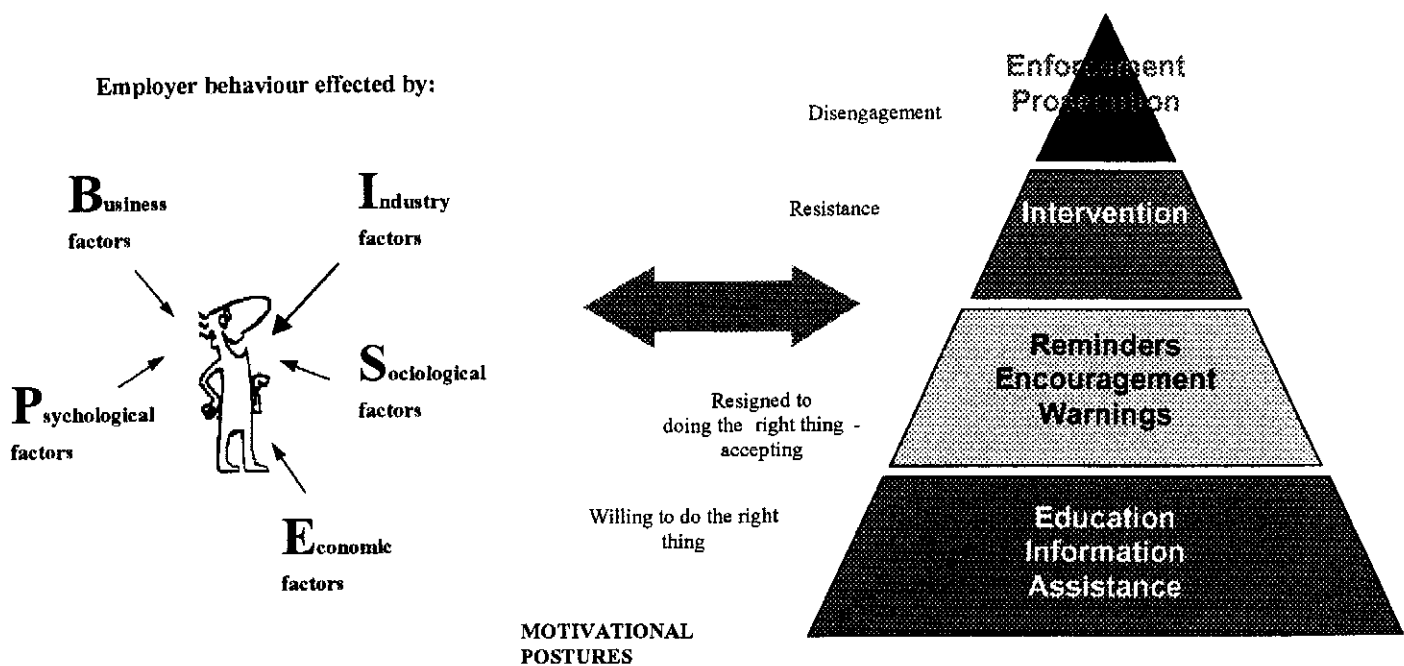 Employer behaviour effected by:
Business
factors
Industry
factors
Psychological
factors
Sociological
factors
Economic
factors
Disengagement
Resistance
Resigned to
doing the right thing -
accepting
Willing to do the right
thing
MOTIVATIONAL
POSTURES
Enforcement
Prosecution
Intervention
Reminders
Encouragement
Warnings
Education
Information
Assistance